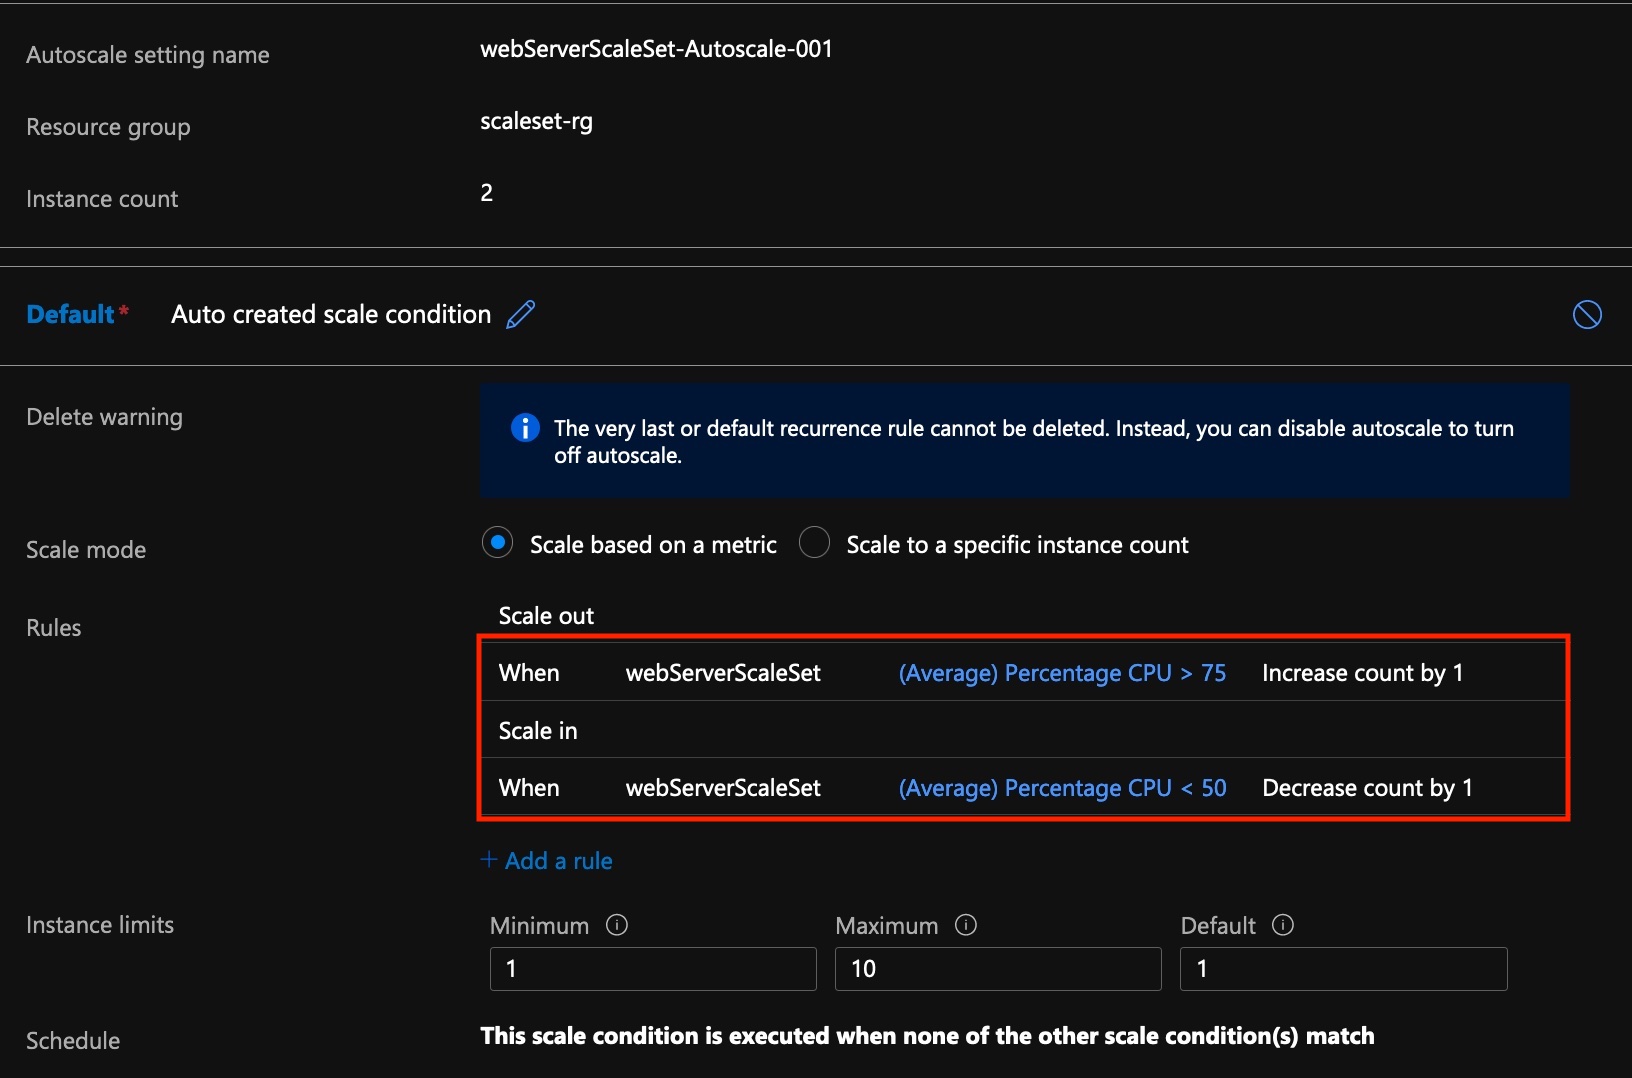 Autoscale setting name webServerScaleSet-Autoscale-001
Resource group scaleset-rg
Instance count 2
Default* Auto created scale condition
Delete warning
The very last or default recurrence rule cannot be deleted. Instead, you can disable autoscale to turn
off autoscale.
Scale mode Scale based on a metric Scale to a specific instance count
Rules
Scale out
When webServerScaleSet (Average) Percentage CPU > 75 Increase count by 1
Scale in
When webServerScaleSet (Average) Percentage CPU < 50 Decrease count by 1
+ Add a rule
Instance limits
Minimum Maximum Default
1 10 1
Schedule This scale condition is executed when none of the other scale condition(s) match